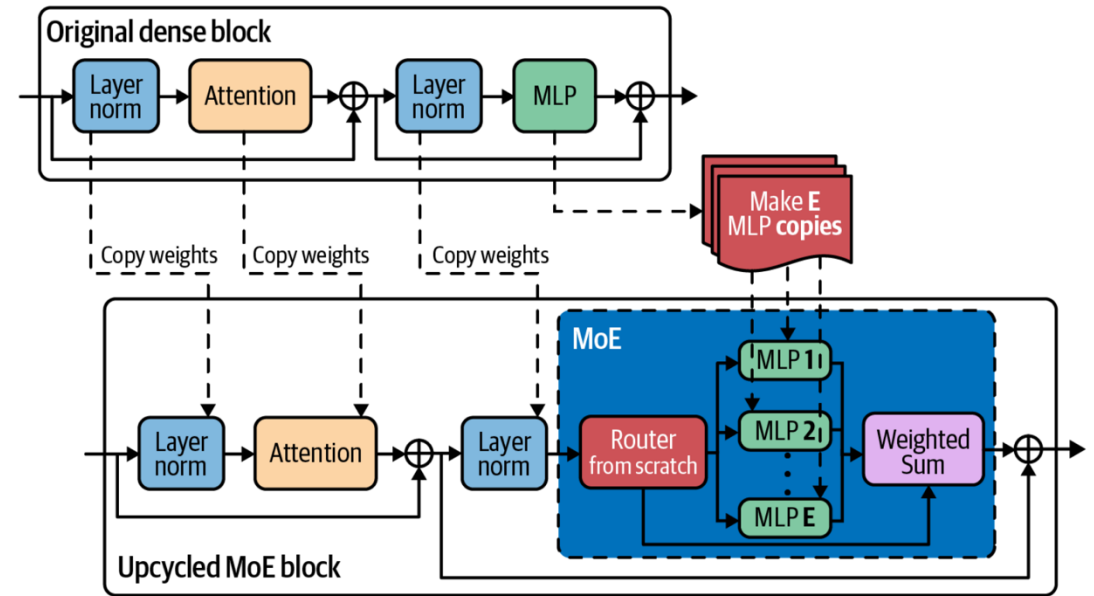 Original dense block
Layer
norm
Attention
Layer
norm
MLP
Make E
MLP copies
Copy weights
Copy weights
Copy weights
MoE
MLP 1
Layer
norm
Attention
Layer
norm
Router
from scratch
MLP 2
Weighted
Sum
MLP E
Upcycled MoE block